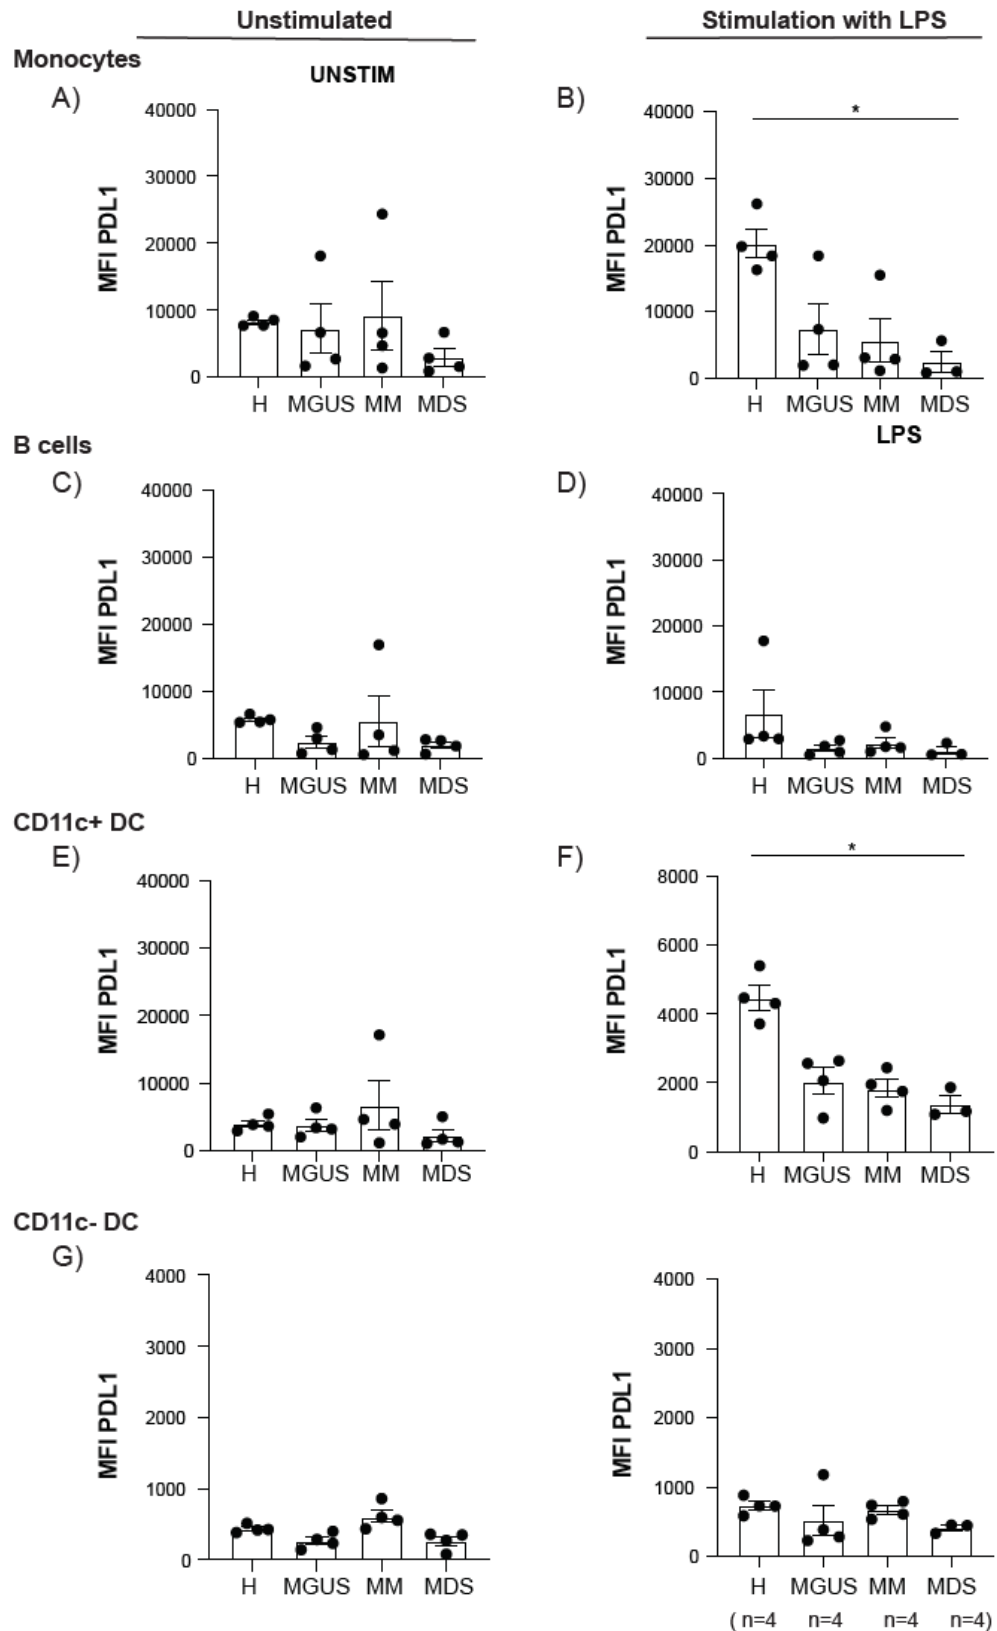 Unstimulated
Stimulation with LPS
Monocytes
UNSTIM
A)
MFI PDL1
40000
30000
20000
10000
0
H MGUS MM MDS
B)
*
MFI PDL1
40000
30000
20000
10000
0
H MGUS MM MDS
LPS
B cells
C)
MFI PDL1
40000
30000
20000
10000
0
H MGUS MM MDS
D)
MFI PDL1
40000
30000
20000
10000
0
H MGUS MM MDS
CD11c+ DC
E)
MFI PDL1
40000
30000
20000
10000
0
H MGUS MM MDS
F)
*
MFI PDL1
8000
6000
4000
2000
0
H MGUS MM MDS
CD11c- DC
G)
MFI PDL1
4000
3000
2000
1000
0
H MGUS MM MDS
MFI PDL1
4000
3000
2000
1000
0
H MGUS MM MDS
( n=4 n=4 n=4 n=4)